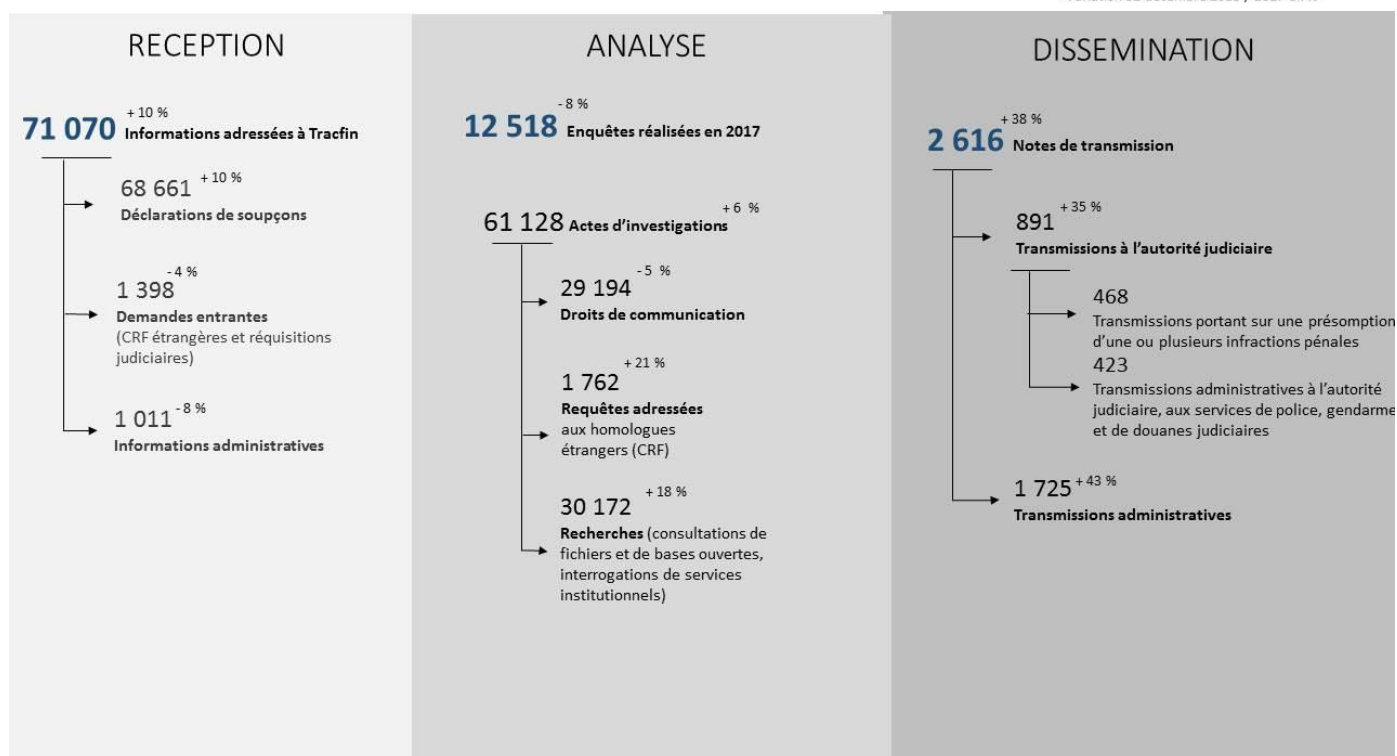 RECEPTION
71 070 + 10 %
Informations adressées à Tracfin
68 661 + 10 %
Déclarations de soupçons
- 4 %
1 398
Demandes entrantes
(CRF étrangères et réquisitions
judiciaires)
1 011 - 8 %
Informations administratives
ANALYSE
- 8 %
12 518 Enquêtes réalisées en 2017
+ 6 %
61 128 Actes d'investigations
- 5 %
29 194
Droits de communication
+ 21 %
1 762
Requêtes adressées
aux homologues
étrangers (CRF)
+ 18 %
30 172
Recherches (consultations de
fichiers et de bases ouvertes,
interrogations de services
institutionnels)
DISSEMINATION
+ 38 %
2 616 Notes de transmission
891 + 35 %
Transmissions à l'autorité judiciaire
468
Transmissions portant sur une présomption
d'une ou plusieurs infractions pénales
423
Transmissions administratives à l'autorité
judiciaire, aux services de police, gendarme
et de douanes judiciaires
1 725 + 43 %
Transmissions administratives